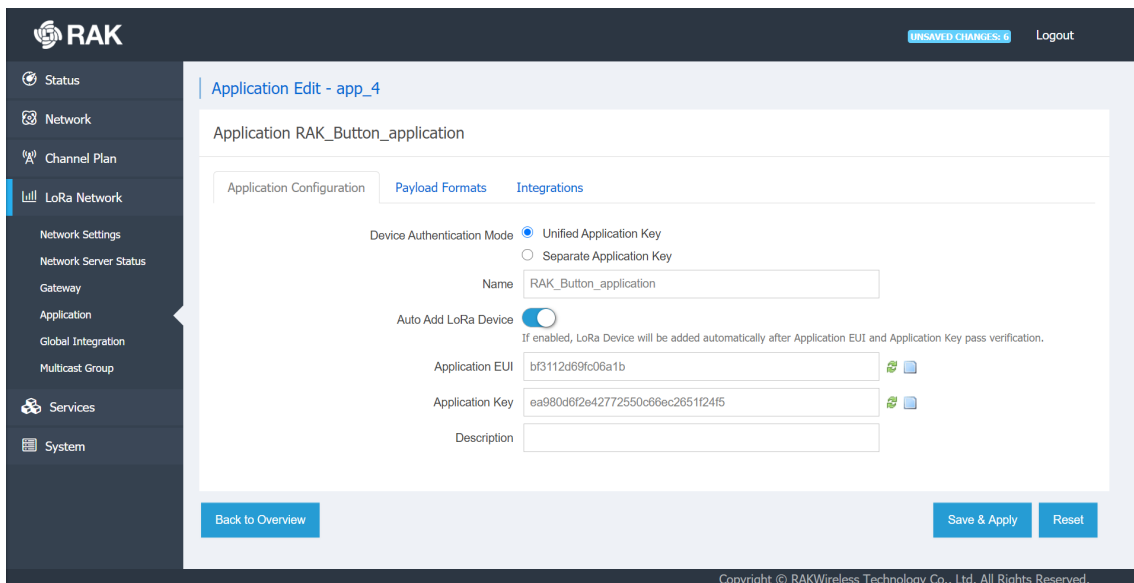 RAK
UNSAVED CHANGES: 6
Logout
Status
Network
Channel Plan
LoRa Network
Network Settings
Network Server Status
Gateway
Application
Global Integration
Multicast Group
Services
System
Application Edit - app_4
Application RAK_Button_application
Application Configuration
Payload Formats
Integrations
Device Authentication Mode
Unified Application Key
Separate Application Key
Name
RAK_Button_application
Auto Add LoRa Device
If enabled, LoRa Device will be added automatically after Application EUI and Application Key pass verification.
Application EUI
bf3112d69fc06a1b
Application Key
ea980d6f2e42772550c66ec2651f24f5
Description
Back to Overview
Save & Apply
Reset
Copyright © RAKWireless Technology Co., Ltd. All Rights Reserved.